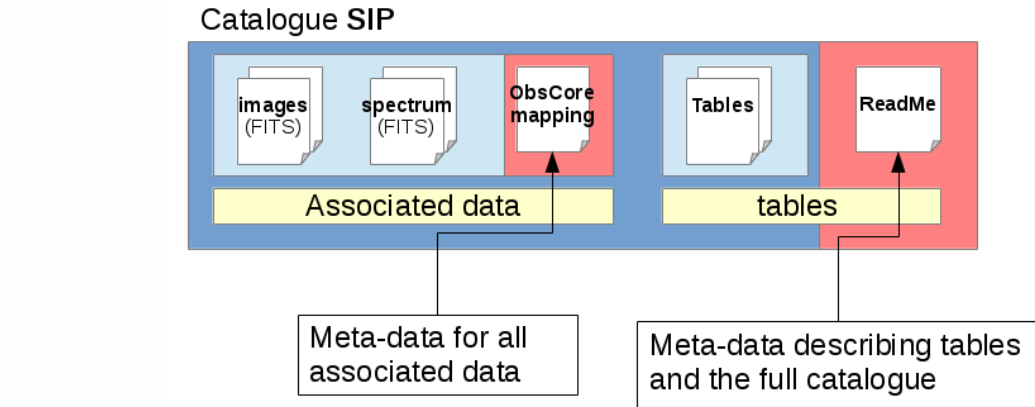 Catalogue SIP
images
(FITS)
spectrum
(FITS)
ObsCore
mapping
Tables
ReadMe
Associated data
tables
Meta-data for all
associated data
Meta-data describing tables
and the full catalogue